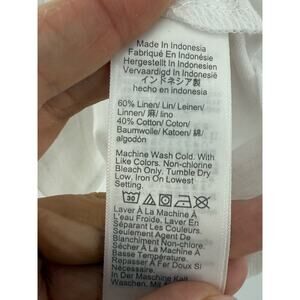 Made In Indonesia
Fabriqué En Indonésie
Hergestellt In Indonesien
Vervaardigd In Indonesië
インドネシア製
hecho en indonesia
60% Linen/Lin/Leinen/
Linnen/麻/lino
40% Cotton/Coton/
Baumwolle/Katoen/綿/
algodón
Machine Wash Cold. With
Like Colors. Non-chlorine
Bleach Only. Tumble Dry
Low. Iron On Lowest
Setting.
30
Laver À La Machine À
L'eau Froide. Laver En
Séparant Les Couleurs.
Seulement Agent De
Blanchiment Non-Chloré.
Sécher Par Culbutage À
Basse Température.
Repasser À Fer Doux Si
Nécessaire.
In Der Maschine Kalt
Waschen. Mit